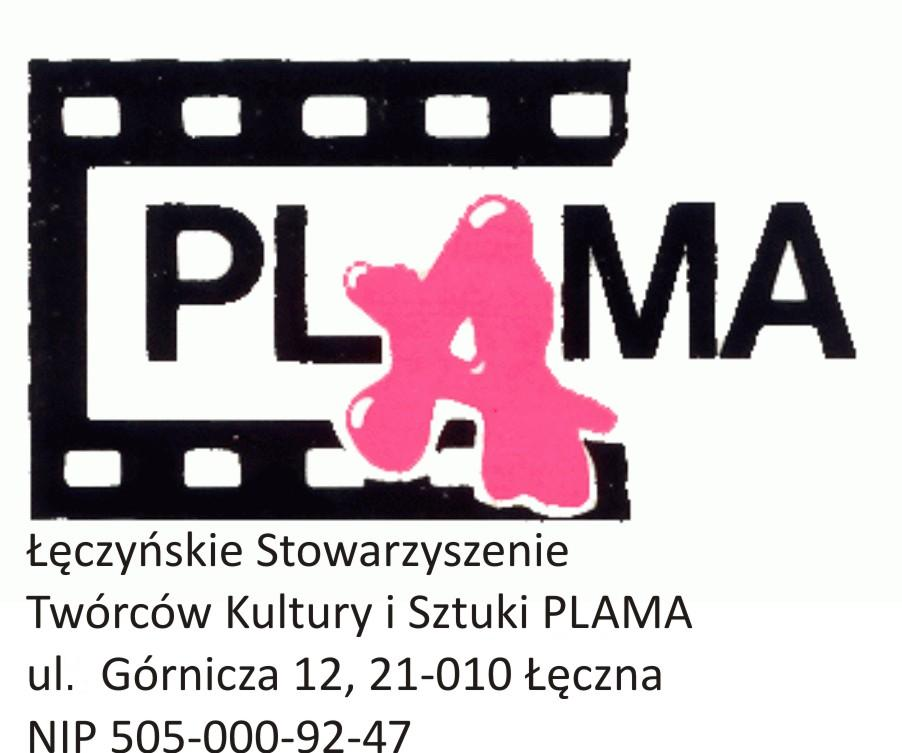 PLAMA
Łęczyńskie Stowarzyszenie
Twórców Kultury i Sztuki PLAMA
ul. Górnicza 12, 21-010 Łęczna
NIP 505-000-92-47